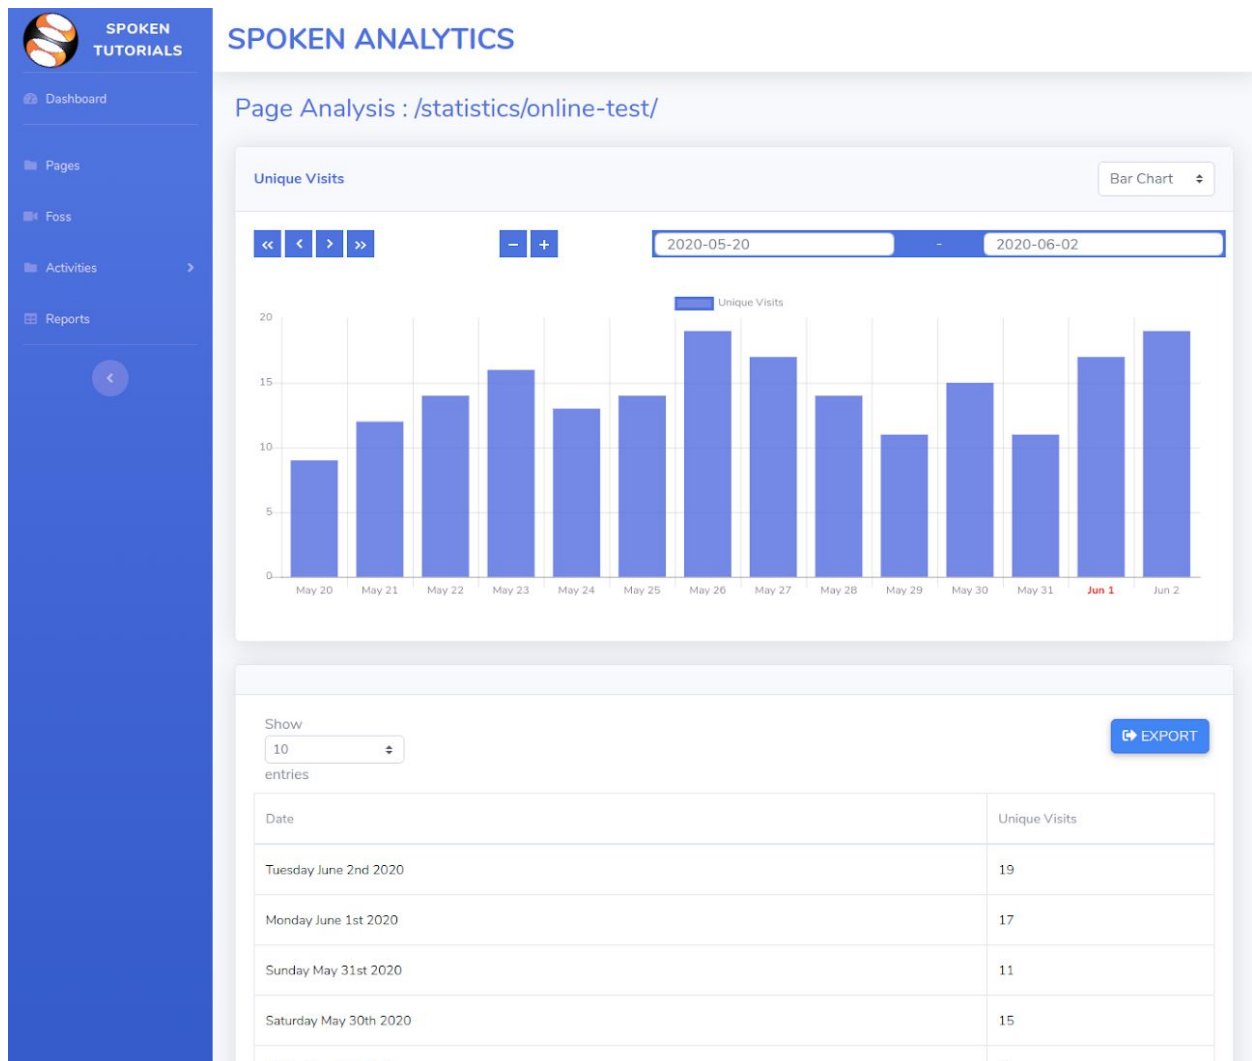 SPOKEN
TUTORIALS
Dashboard
Pages
Foss
Activities
Reports
SPOKEN ANALYTICS
Page Analysis : /statistics/online-test/
Unique Visits
Bar Chart
2020-05-20 - 2020-06-02
Unique Visits
20
15
10
5
0
May 20 May 21 May 22 May 23 May 24 May 25 May 26 May 27 May 28 May 29 May 30 May 31 Jun 1 Jun 2
Show
10
entries
EXPORT
Date Unique Visits
Tuesday June 2nd 2020 19
Monday June 1st 2020 17
Sunday May 31st 2020 11
Saturday May 30th 2020 15